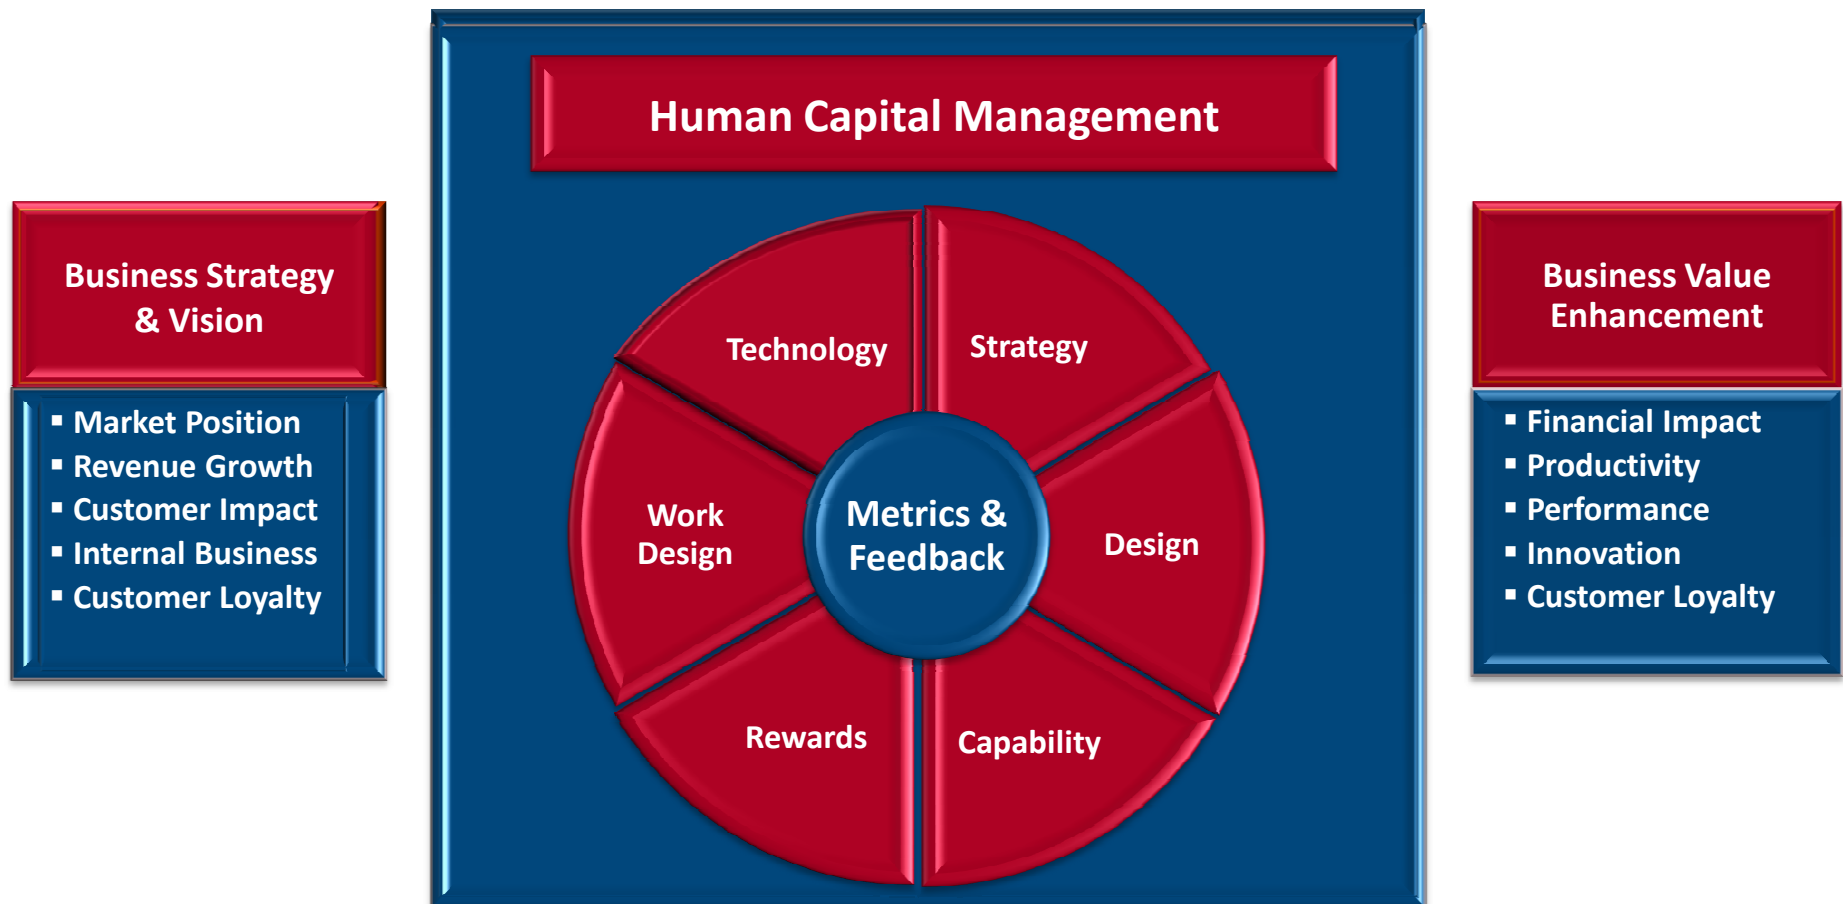 Human Capital Management
Business Strategy
& Vision
▪ Market Position
▪ Revenue Growth
▪ Customer Impact
▪ Internal Business
▪ Customer Loyalty
Technology
Strategy
Work
Design
Metrics &
Feedback
Design
Rewards
Capability
Business Value
Enhancement
▪ Financial Impact
▪ Productivity
▪ Performance
▪ Innovation
▪ Customer Loyalty